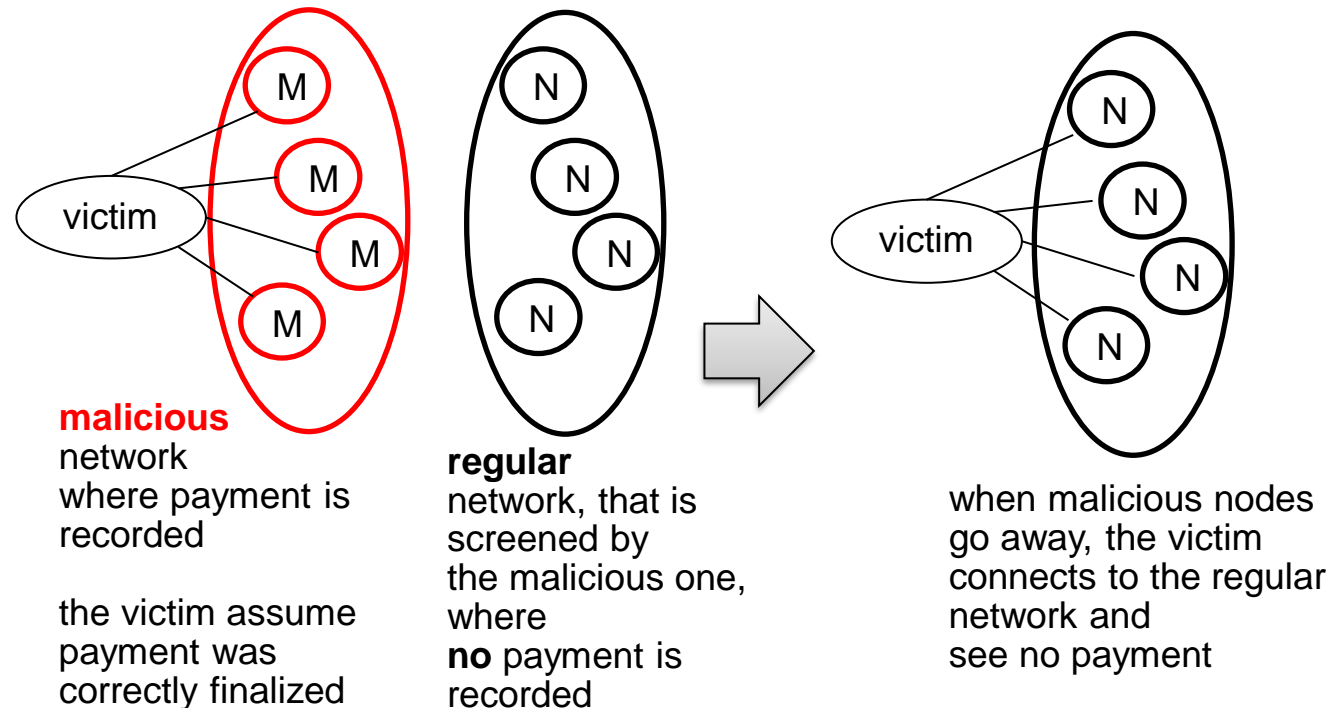 M
M
M
M
victim
N
N
N
N
victim
N
N
N
N
malicious
network
where payment is
recorded
the victim assume
payment was
correctly finalized
regular
network, that is
screened by
the malicious one,
where
no payment is
recorded
when malicious nodes
go away, the victim
connects to the regular
network and
see no payment